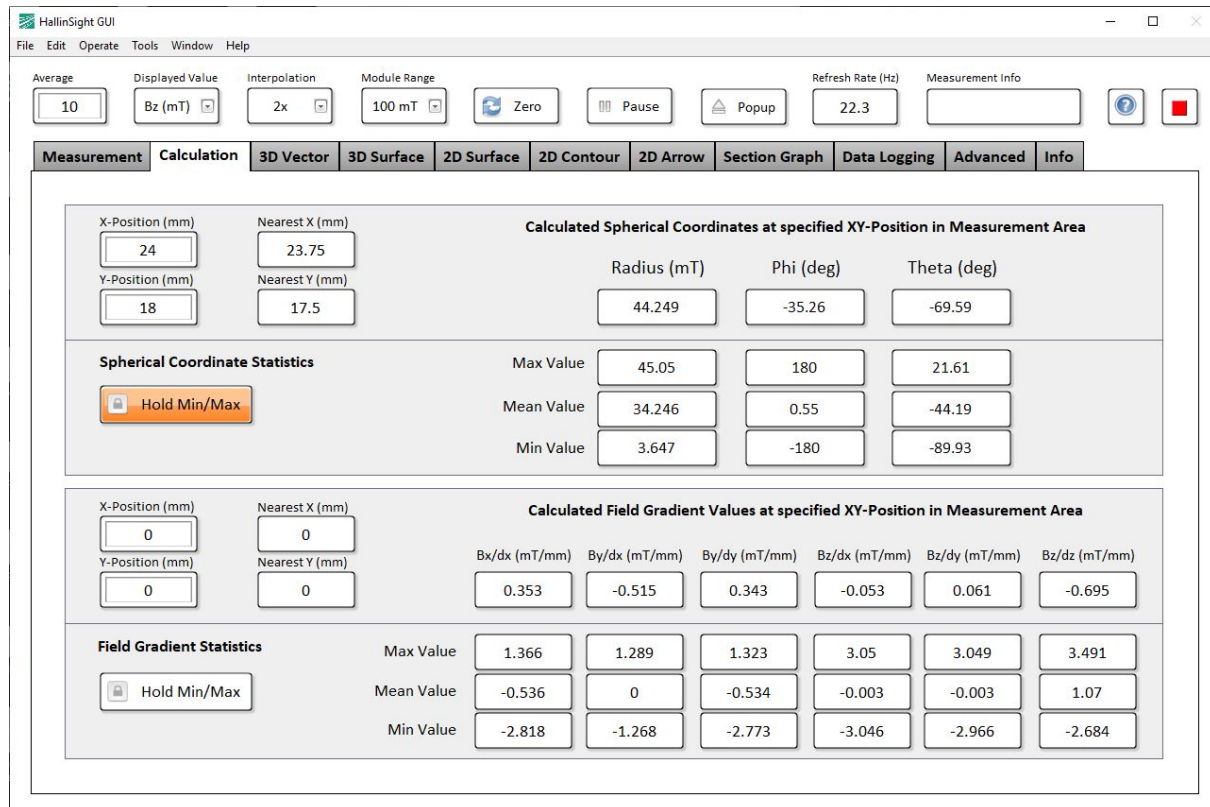 HallinSight GUI
File Edit Operate Tools Window Help
Average Displayed Value Interpolation Module Range Refresh Rate (Hz) Measurement Info
10 Bz (mT) 2x 100 mT Zero Pause Popup 22.3
Measurement Calculation 3D Vector 3D Surface 2D Surface 2D Contour 2D Arrow Section Graph Data Logging Advanced Info
X-Position (mm) Nearest X (mm) Calculated Spherical Coordinates at specified XY-Position in Measurement Area
24 23.75
Radius (mT) Phi (deg) Theta (deg)
Y-Position (mm) Nearest Y (mm)
18 17.5 44.249 -35.26 -69.59
Spherical Coordinate Statistics Max Value 45.05 180 21.61
Hold Min/Max Mean Value 34.246 0.55 -44.19
Min Value 3.647 -180 -89.93
X-Position (mm) Nearest X (mm) Calculated Field Gradient Values at specified XY-Position in Measurement Area
0 0
Y-Position (mm) Nearest Y (mm) Bx/dx (mT/mm) By/dx (mT/mm) By/dy (mT/mm) Bz/dx (mT/mm) Bz/dy (mT/mm) Bz/dz (mT/mm)
0 0 0.353 -0.515 0.343 -0.053 0.061 -0.695
Field Gradient Statistics Max Value 1.366 1.289 1.323 3.05 3.049 3.491
Hold Min/Max Mean Value -0.536 0 -0.534 -0.003 -0.003 1.07
Min Value -2.818 -1.268 -2.773 -3.046 -2.966 -2.684